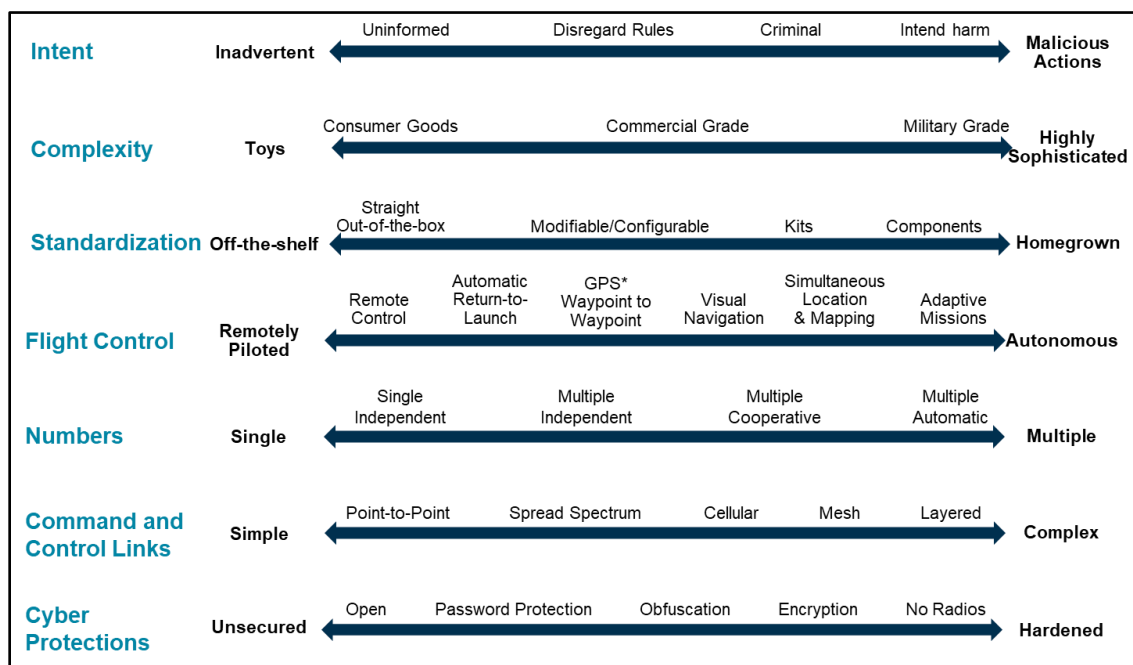 Uninformed Disregard Rules Criminal Intend harm
Intent Inadvertent Malicious
Actions
Consumer Goods Commercial Grade Military Grade
Complexity Toys Highly
Sophisticated
Straight
Out-of-the-box Modifiable/Configurable Kits Components
Standardization Off-the-shelf Homegrown
Remote
Control
Automatic
Return-to-
Launch
GPS*
Waypoint to
Waypoint
Visual
Navigation
Simultaneous
Location
& Mapping
Adaptive
Missions
Flight Control Remotely
Piloted
Autonomous
Single
Independent
Multiple
Independent
Multiple
Cooperative
Multiple
Automatic
Numbers Single Multiple
Point-to-Point Spread Spectrum Cellular Mesh Layered
Command and
Control Links Simple Complex
Open Password Protection Obfuscation Encryption No Radios
Cyber
Protections Unsecured Hardened